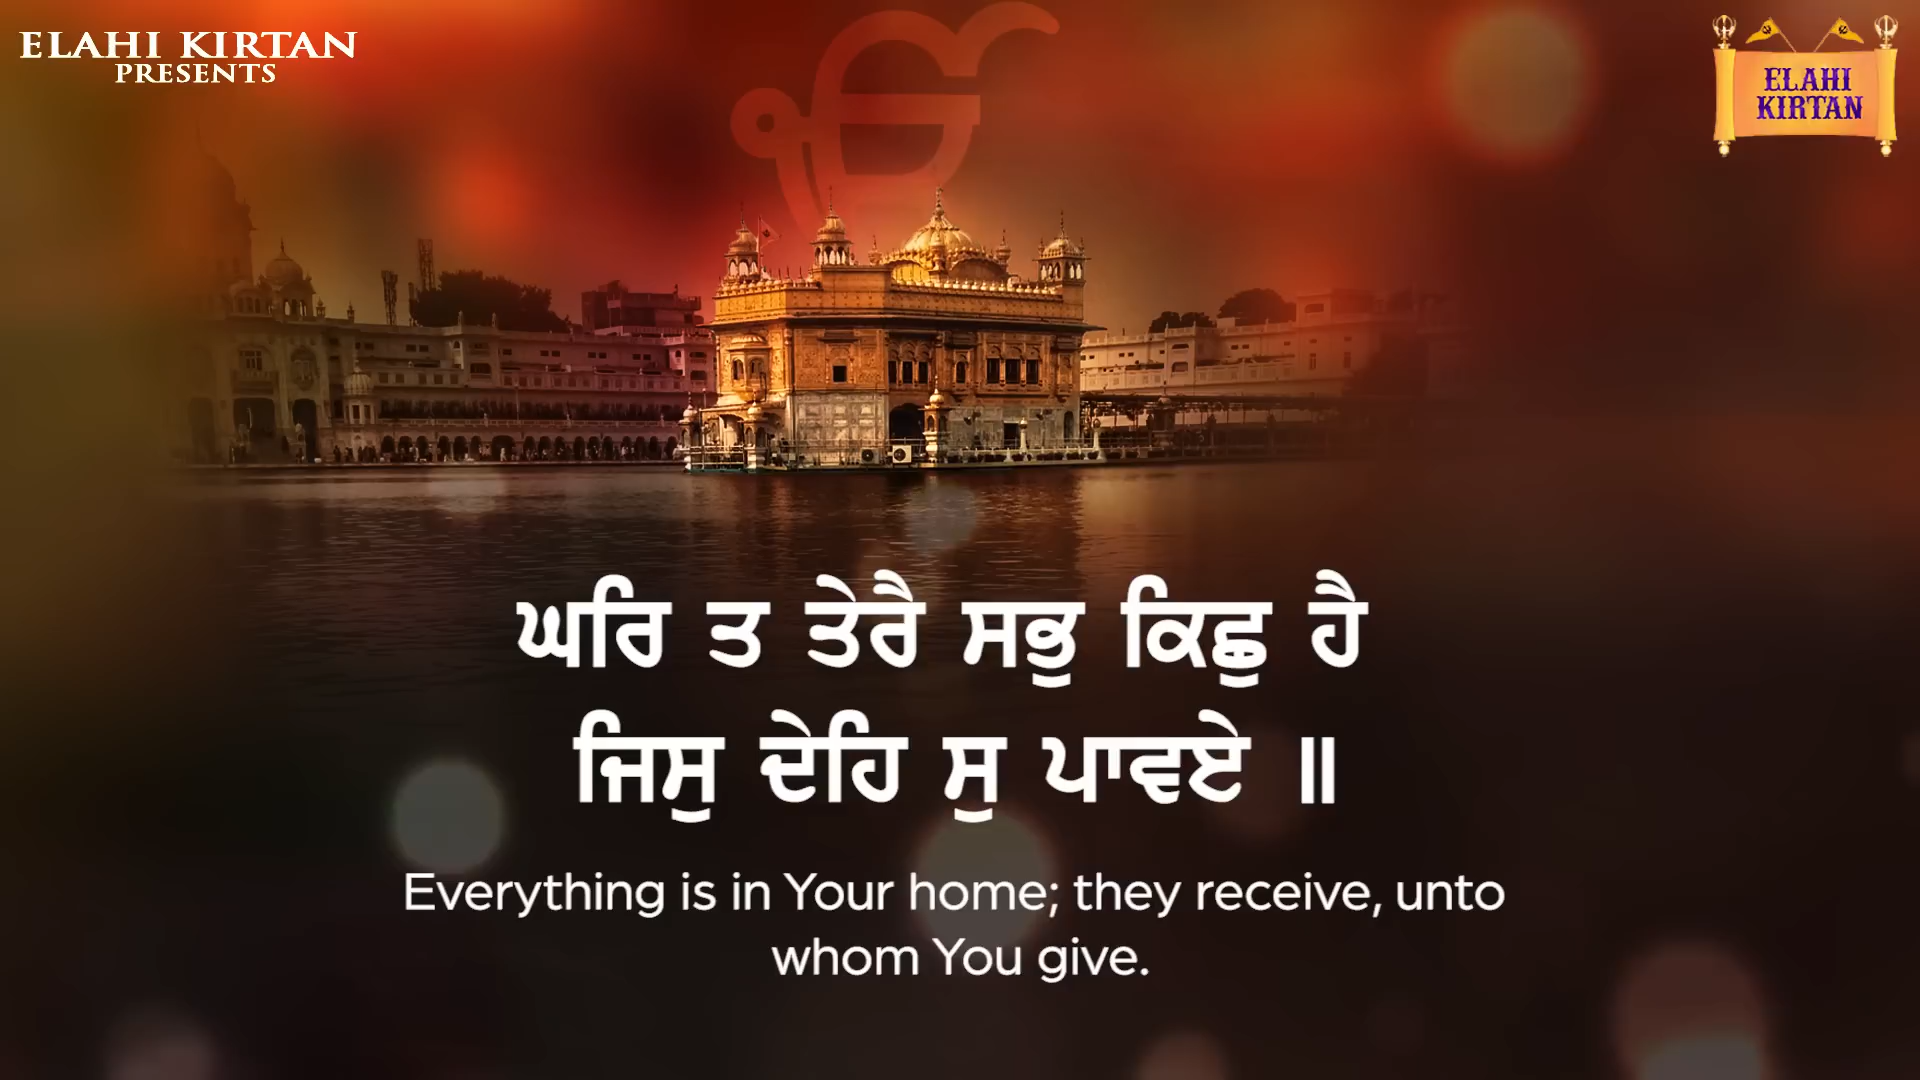 ELAHI KIRTAN
PRESENTS
ELAHI
KIRTAN
ੴ
ਘਰਿ ਤ ਤੇਰੈ ਸਭੁ ਕਿਛੁ ਹੈ
ਜਿਸੁ ਦੇਹਿ ਸੁ ਪਾਵਏ ॥
Everything is in Your home; they receive, unto
whom You give.